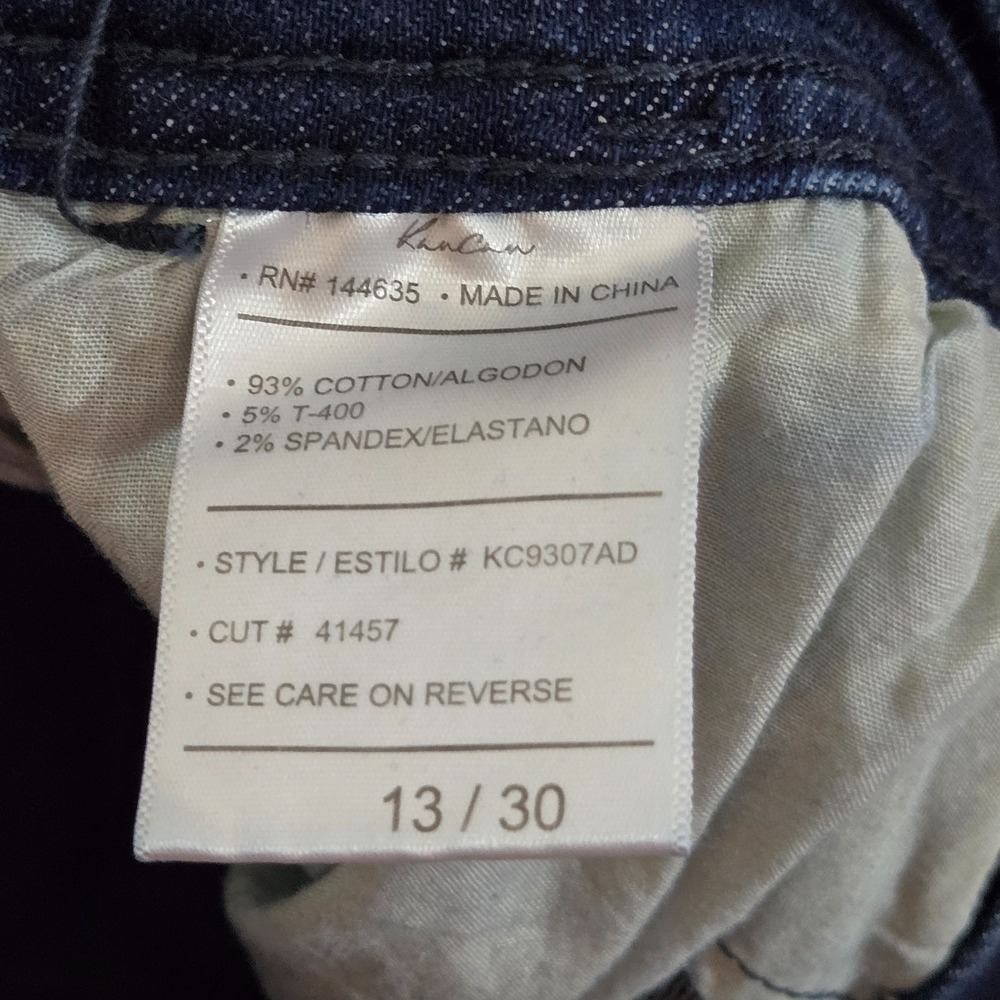 KanCan
• RN# 144635 • MADE IN CHINA
• 93% COTTON/ALGODON
• 5% T-400
• 2% SPANDEX/ELASTANO
• STYLE / ESTILO # KC9307AD
• CUT # 41457
• SEE CARE ON REVERSE
13 / 30